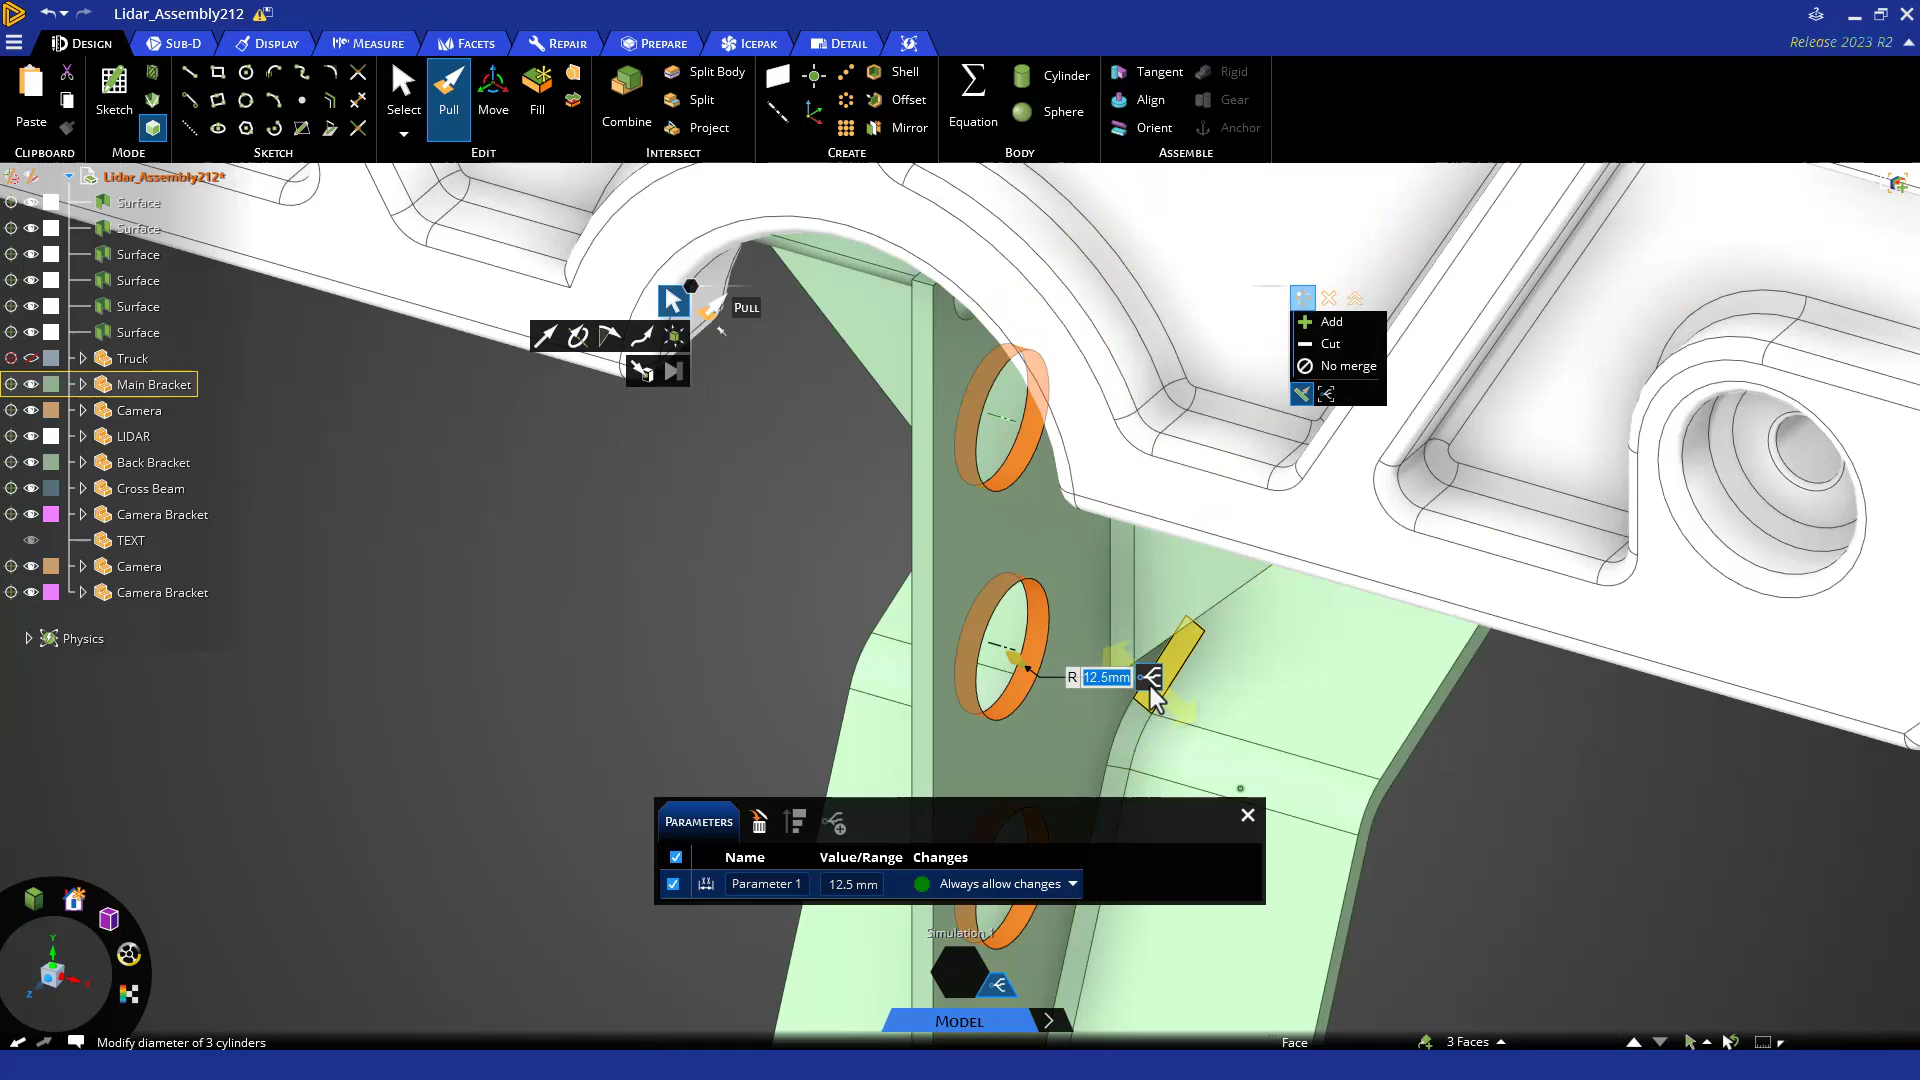 Lidar_Assembly212
Design
Sub-D
Display
Measure
Facets
Repair
Prepare
Icepak
Detail
Release 2023 R2
Paste
Sketch
Select
Pull
Move
Fill
Combine
Split Body
Split
Project
Shell
Offset
Mirror
Equation
Cylinder
Sphere
Tangent
Align
Orient
Rigid
Gear
Anchor
Clipboard
Mode
Sketch
Edit
Intersect
Create
Body
Assemble
Lidar_Assembly212*
Surface
Surface
Surface
Surface
Surface
Surface
Truck
Main Bracket
Camera
LIDAR
Back Bracket
Cross Beam
Camera Bracket
TEXT
Camera
Camera Bracket
Physics
Pull
Add
Cut
No merge
R 12.5mm
Parameters
Name Value/Range Changes
Parameter 1 12.5 mm Always allow changes
Simulation 1
Model
Y
X
Z
Modify diameter of 3 cylinders
Face
3 Faces